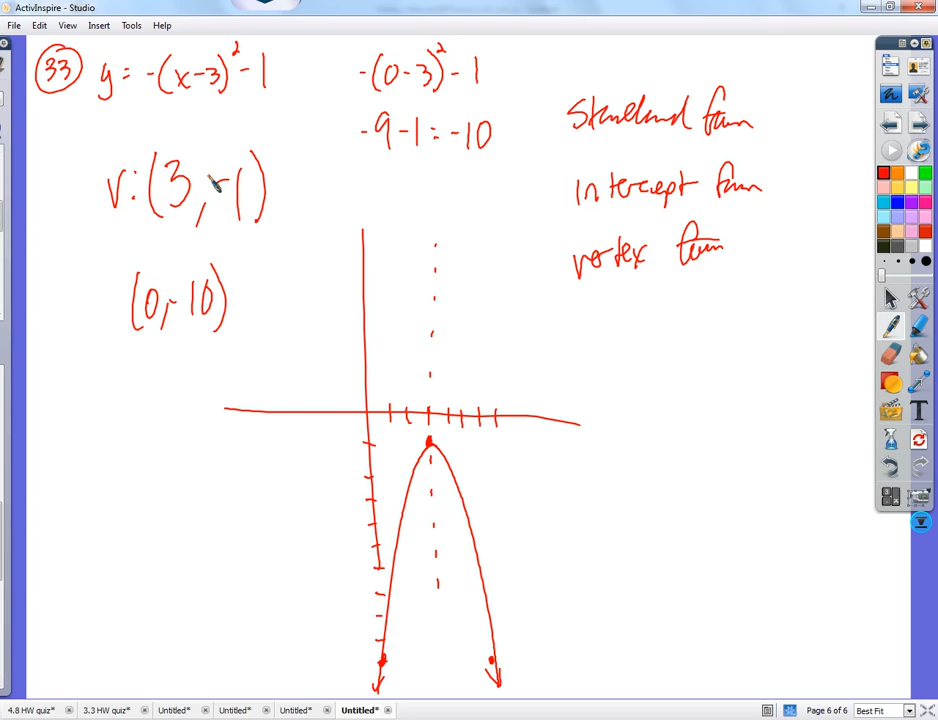 ActivInspire - Studio
File Edit View Insert Tools Help
33 y = -(x-3)^2 - 1
-(0-3)^2 - 1
-9 - 1 = -10
v: (3, -1)
(0, -10)
Standard form
intercept form
vertex form
4.8 HW quiz* 3.3 HW quiz* Untitled* Untitled* Untitled* Untitled*
Page 6 of 6 Best Fit